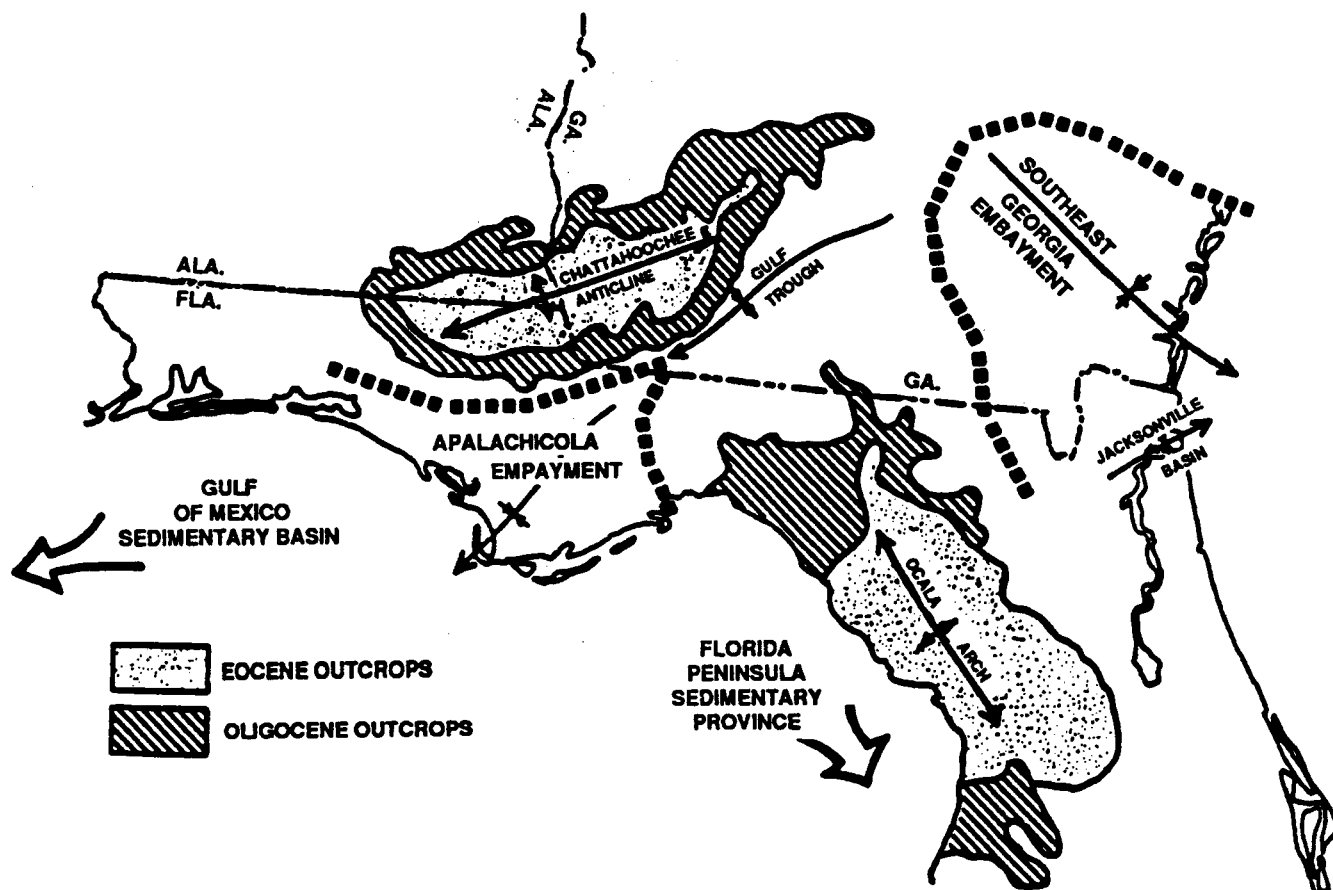 GA.
ALA.
SOUTHEAST
GEORGIA
EMBAYMENT
CHATTAHOOCHEE
ANTICLINE
GULF
TROUGH
ALA.
FLA.
GA.
JACKSONVILLE
BASIN
APALACHICOLA
EMPAYMENT
GULF
OF MEXICO
SEDIMENTARY BASIN
OCALA
ARCH
FLORIDA
PENINSULA
SEDIMENTARY
PROVINCE
EOCENE OUTCROPS
OLIGOCENE OUTCROPS